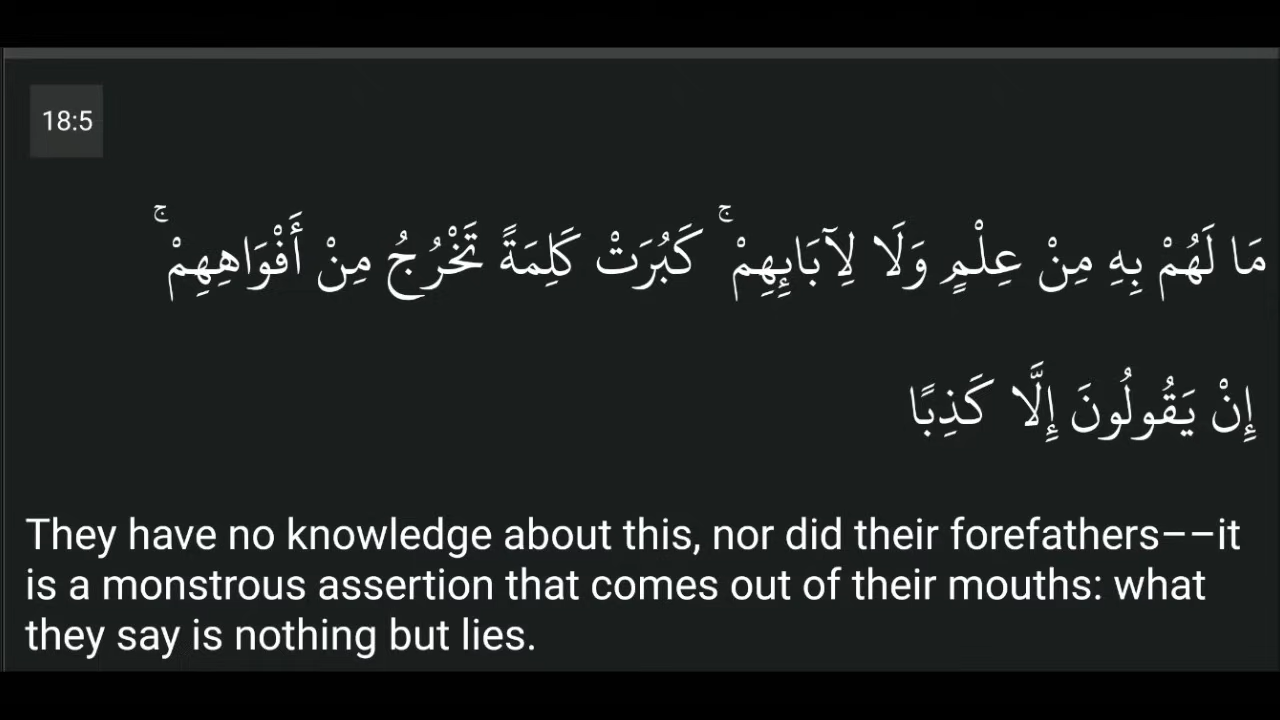 18:5
مَا لَهُمْ بِهِ مِنْ عِلْمٍ وَلَا لِآبَائِهِمْ ۚ كَبُرَتْ كَلِمَةً تَخْرُجُ مِنْ أَفْوَاهِهِمْ ۚ
إِنْ يَقُولُونَ إِلَّا كَذِبًا
They have no knowledge about this, nor did their forefathers––it
is a monstrous assertion that comes out of their mouths: what
they say is nothing but lies.